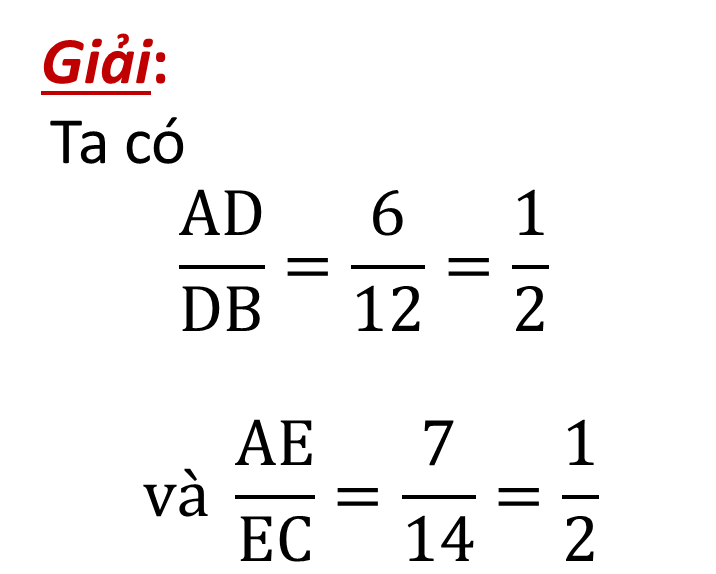 Giải:
Ta có
AD/DB = 6/12 = 1/2
và AE/EC = 7/14 = 1/2